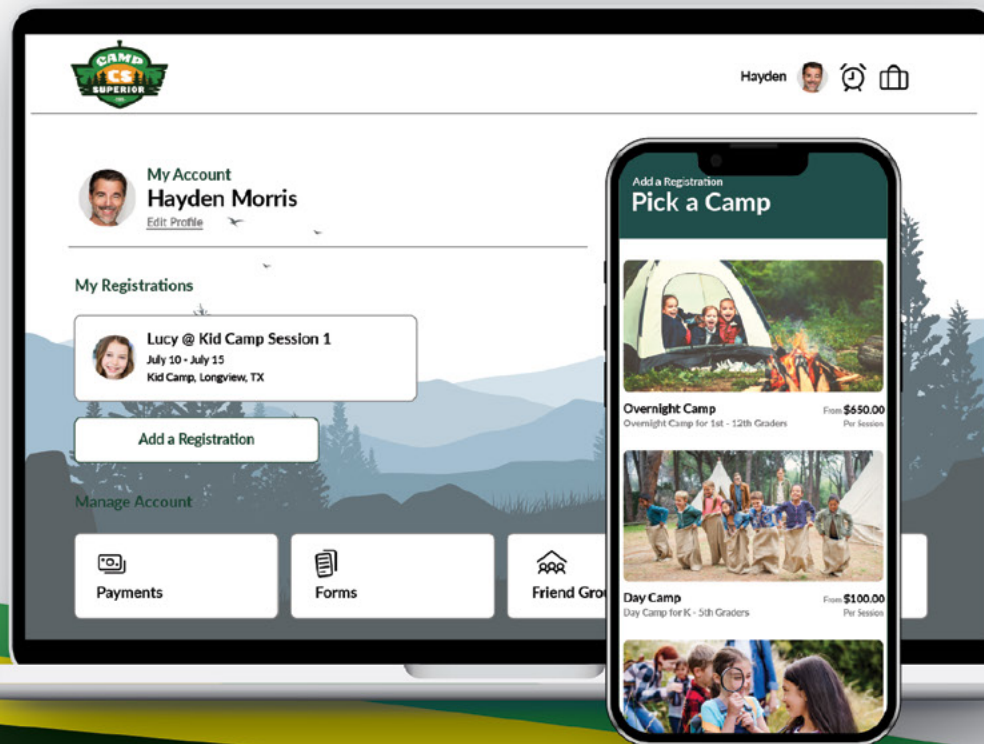 CAMP
CS
SUPERIOR
Hayden
My Account
Hayden Morris
Edit Profile
My Registrations
Lucy @ Kid Camp Session 1
July 10 - July 15
Kid Camp, Longview, TX
Add a Registration
Manage Account
Payments
Forms
Friend Grou
Add a Registration
Pick a Camp
Overnight Camp
From $650.00
Overnight Camp for 1st - 12th Graders
Per Session
Day Camp
From $100.00
Day Camp for K - 5th Graders
Per Session